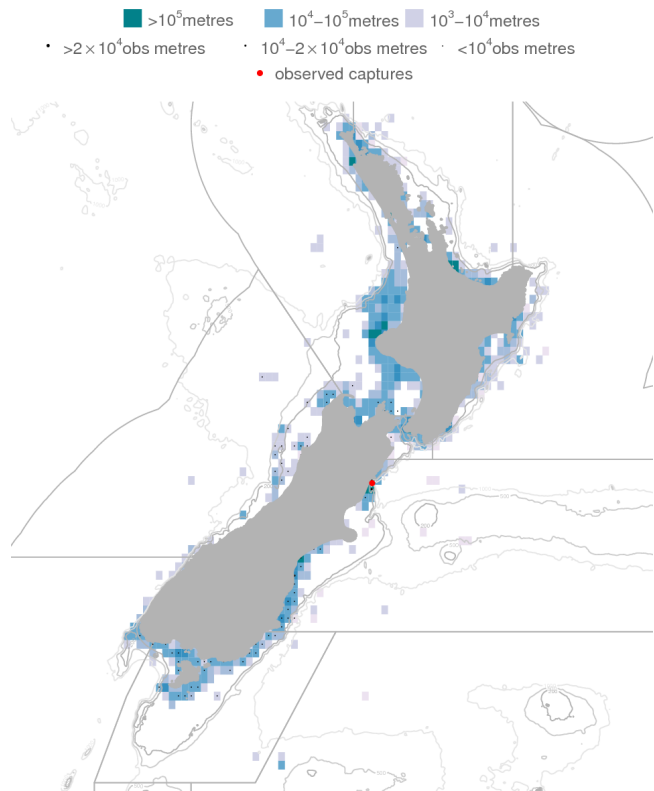 >10⁵metres 10⁴–10⁵metres 10³–10⁴metres
>2×10⁴obs metres 10⁴–2×10⁴obs metres <10⁴obs metres
observed captures